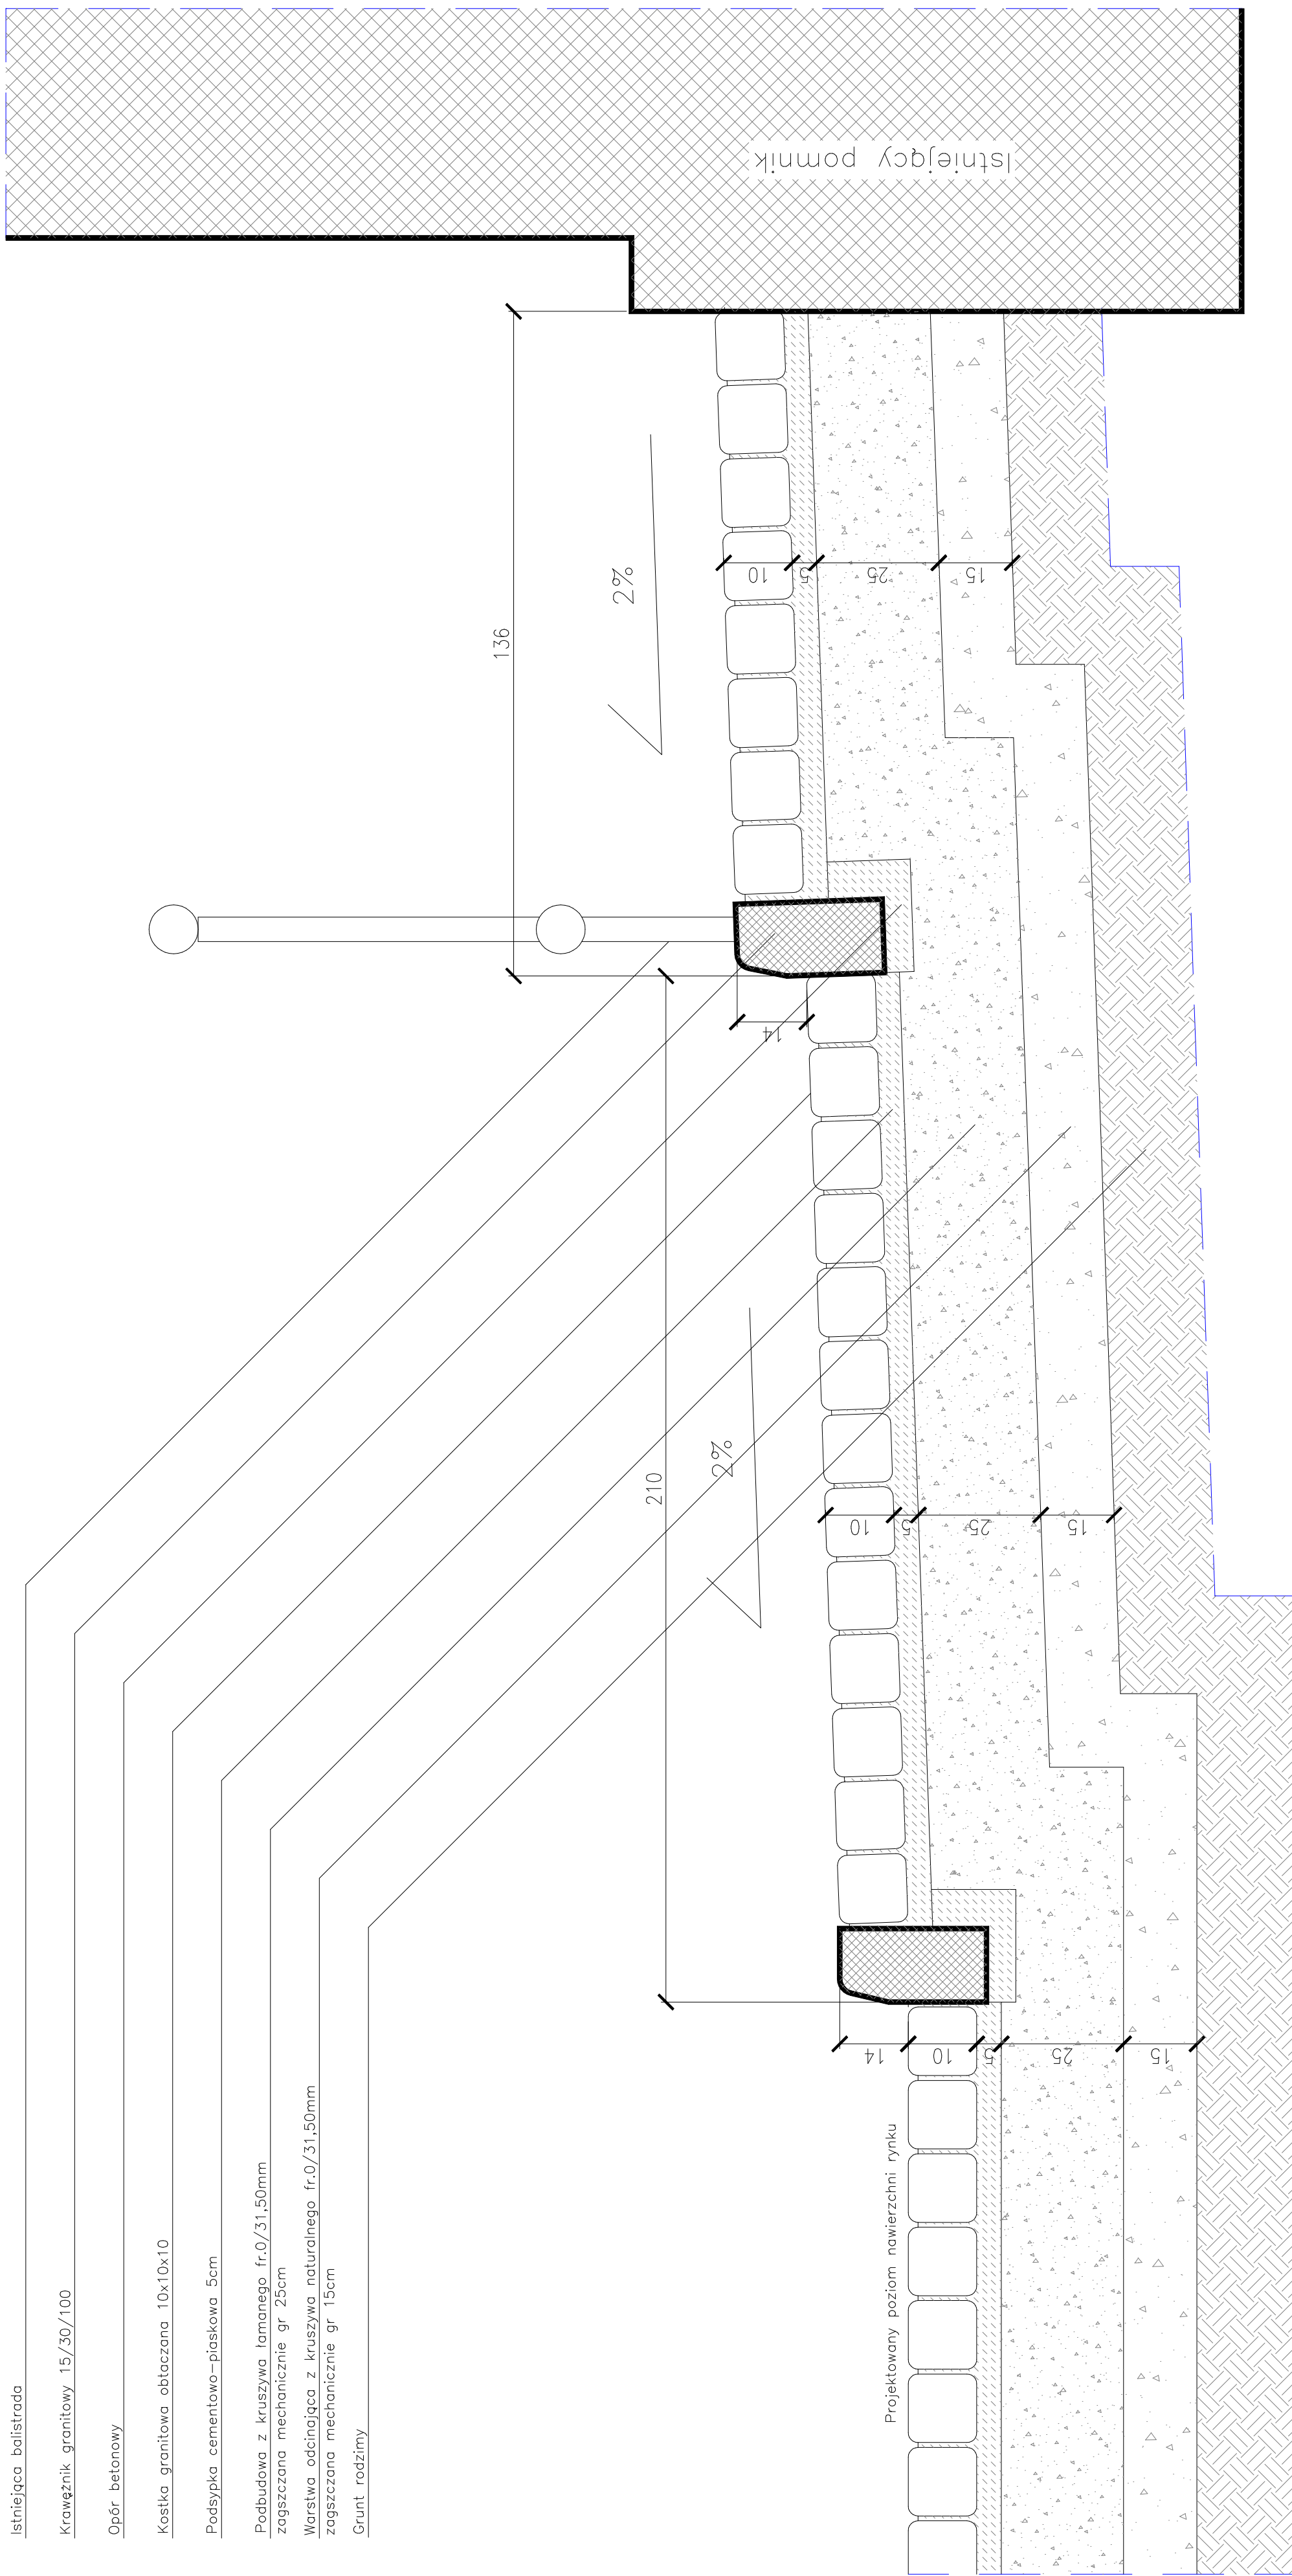 Istniejąca balistrada
Krawężnik granitowy 15/30/100
Opór betonowy
Kostka granitowa obtaczana 10x10x10
Podsypka cementowo-piaskowa 5cm
Podbudowa z kruszywa łamanego fr.0/31,50mm
zagszczana mechanicznie gr 25cm
Warstwa odcinająca z kruszywa naturalnego fr.0/31,50mm
zagszczana mechanicznie gr 15cm
Grunt rodzimy
Projektowany poziom nawierzchni rynku
14
10
5
25
15
210
2%
10
5
25
15
14
136
2%
10
5
25
15
Istniejący pomnik